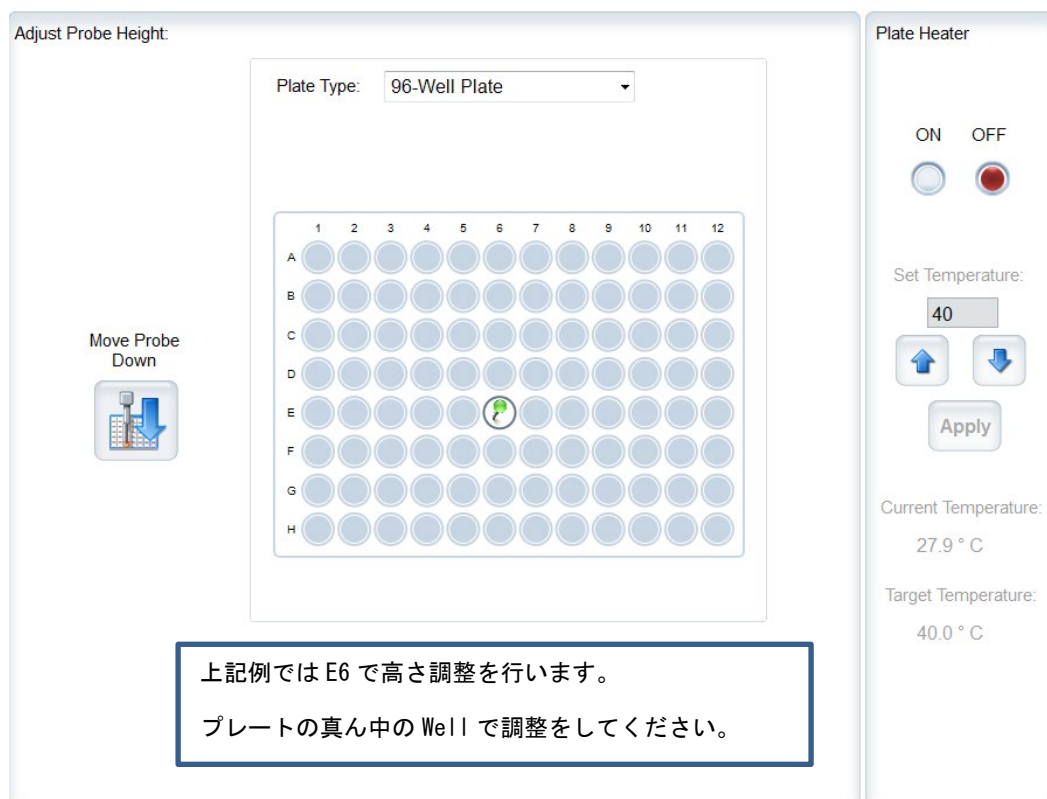 Adjust Probe Height:
Plate Type: 96-Well Plate
1 2 3 4 5 6 7 8 9 10 11 12
A
B
C
D
E
F
G
H
Move Probe
Down
上記例では E6 で高さ調整を行います。
プレートの真ん中の Well で調整をしてください。
Plate Heater
ON OFF
Set Temperature:
40
Apply
Current Temperature:
27.9 ° C
Target Temperature:
40.0 ° C